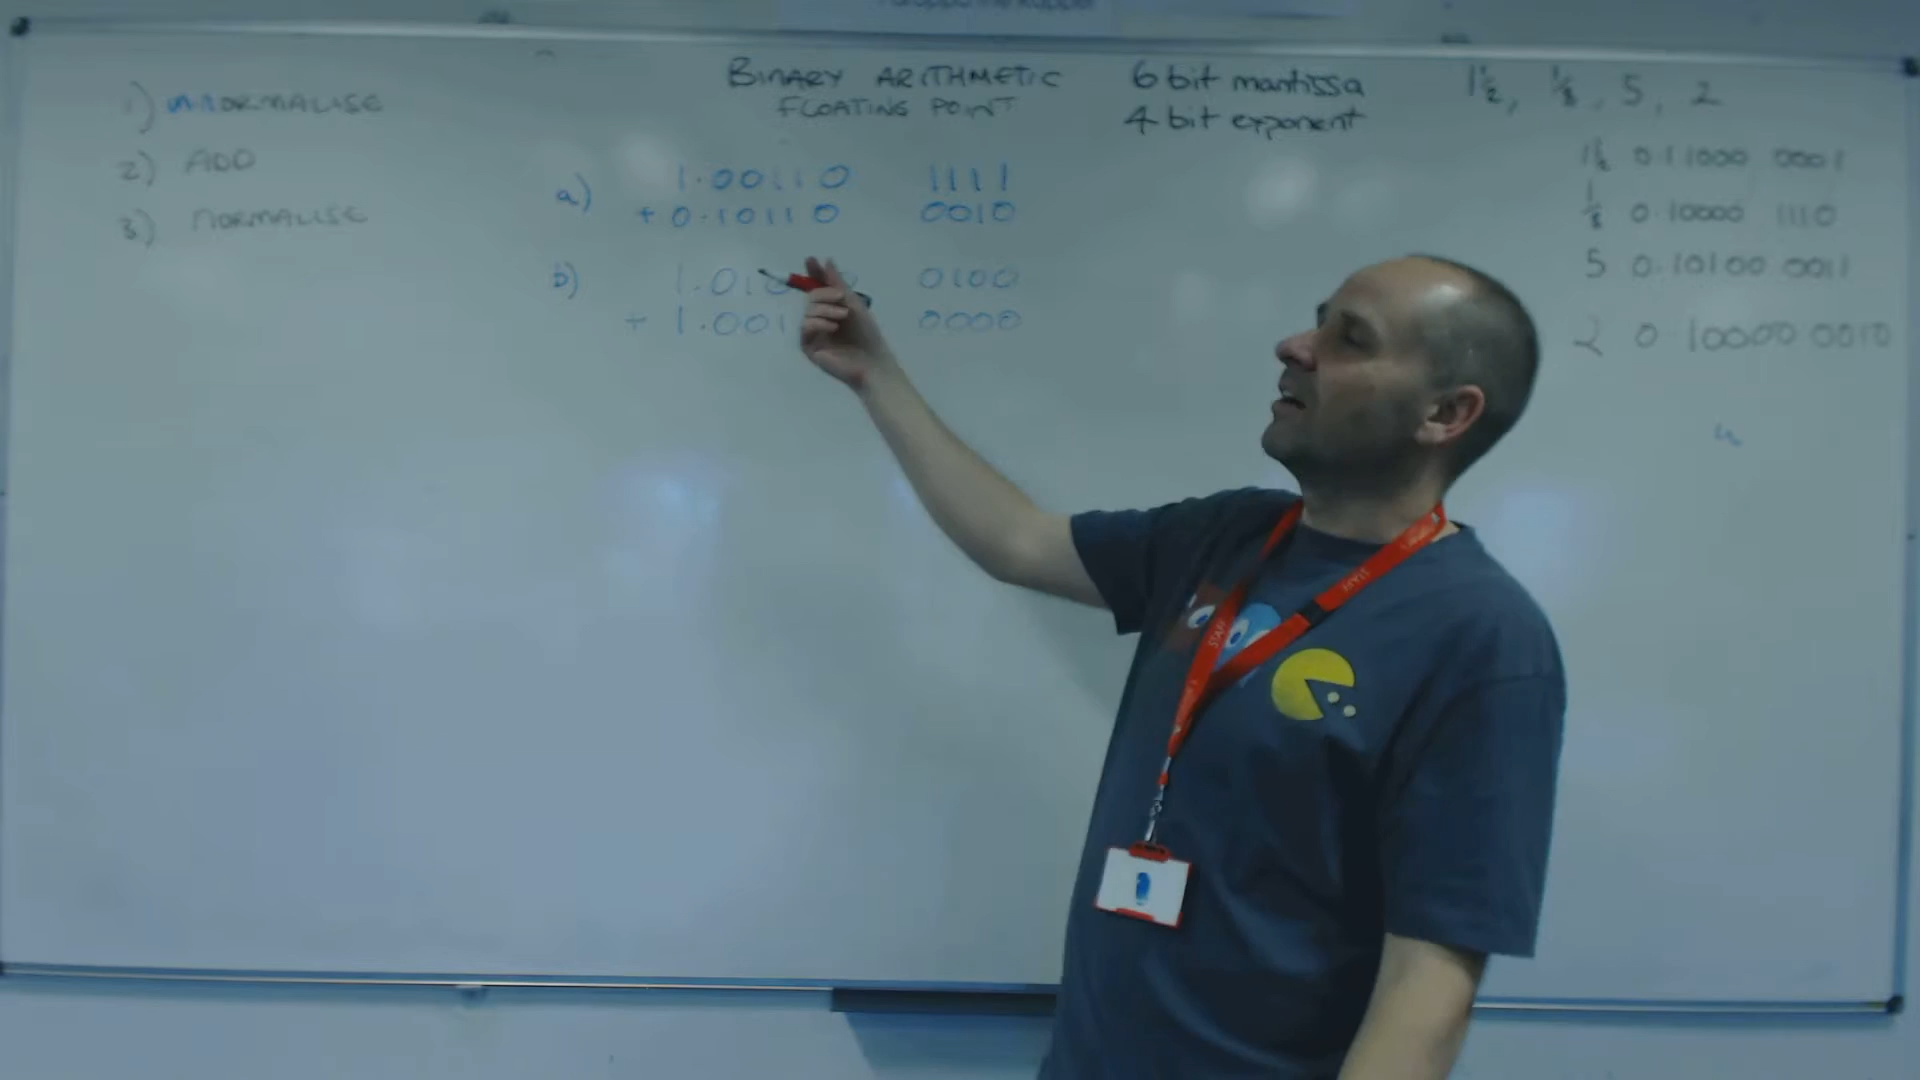 1) UNNORMALISE
2) ADD
3) NORMALISE
BINARY ARITHMETIC
FLOATING POINT
6 bit mantissa
4 bit exponent
1½, ⅛, 5, 2
a) 1.00110 1111
+ 0.10110 0010
b) 1.010 0100
+ 1.001 0000
1½ 0.11000 0001
⅛ 0.10000 1110
5 0.10100 0011
2 0.10000 0010
STAFF
STAFF